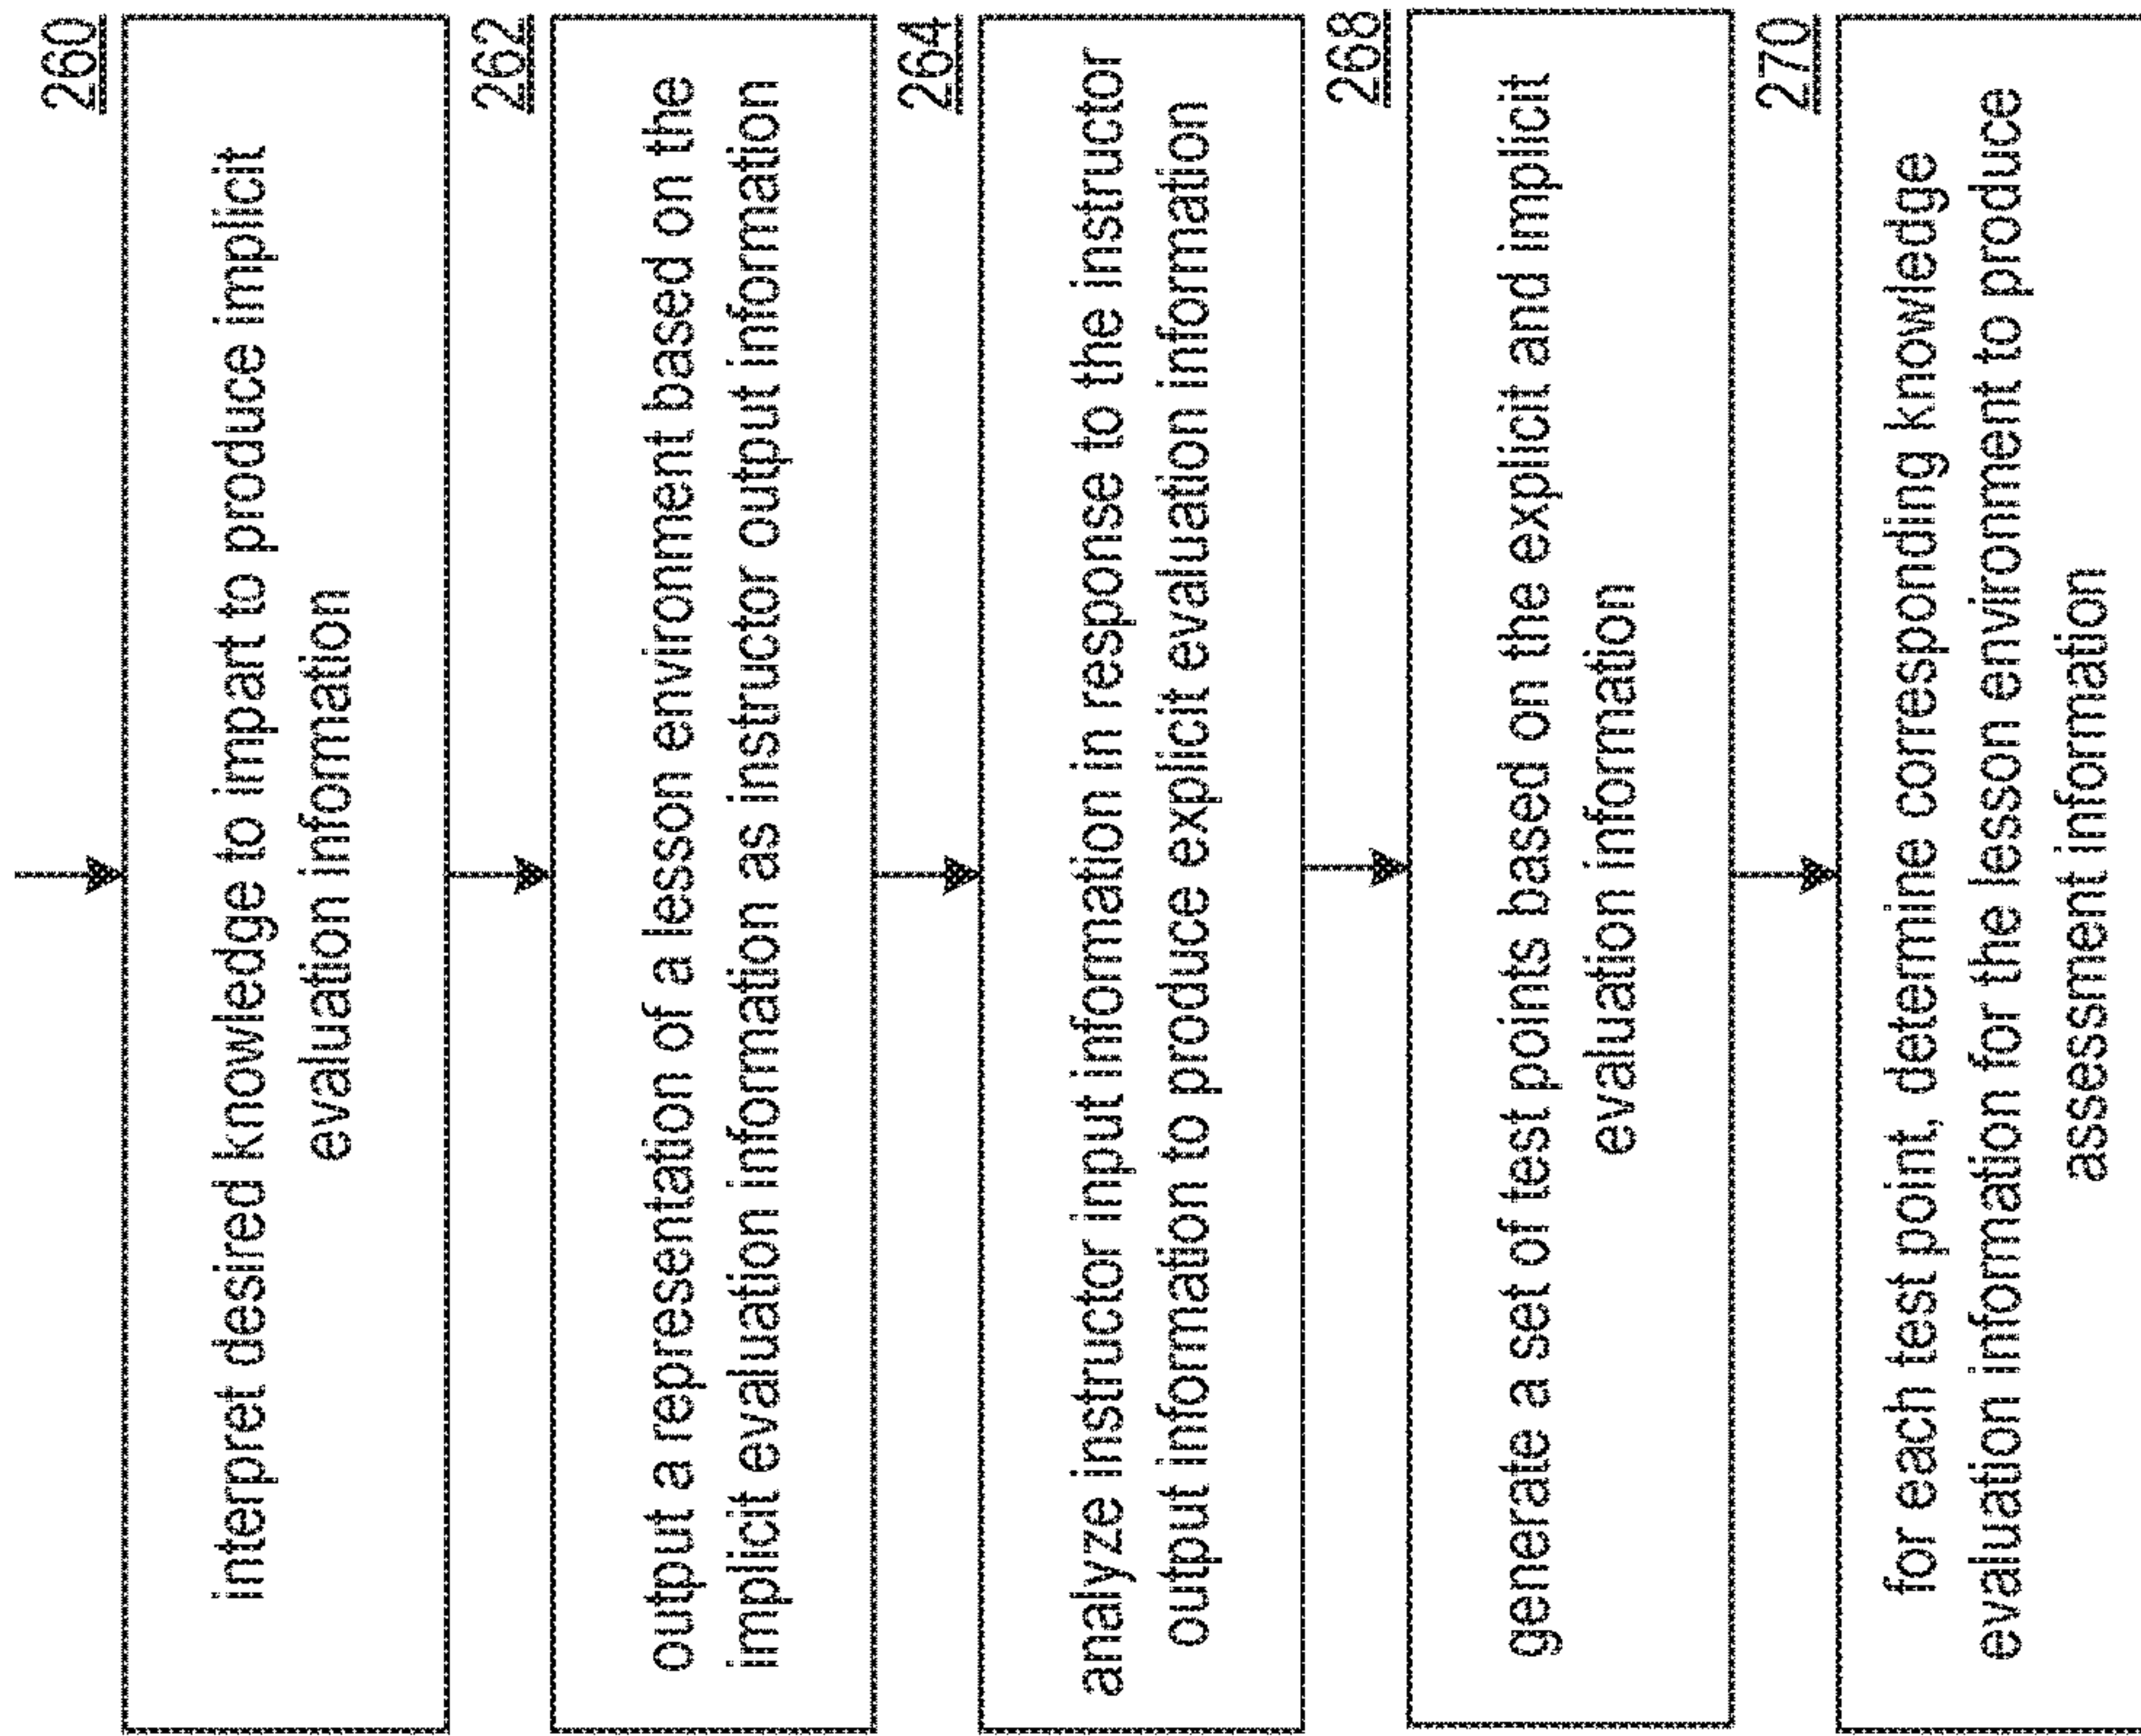 260
interpret desired knowledge to impart to produce implicit
evaluation information
262
output a representation of a lesson environment based on the
implicit evaluation information as instructor output information
264
analyze instructor input information in response to the instructor
output information to produce explicit evaluation information
268
generate a set of test points based on the explicit and implicit
evaluation information
270
for each test point, determine corresponding knowledge
evaluation information for the lesson environment to produce
assessment information